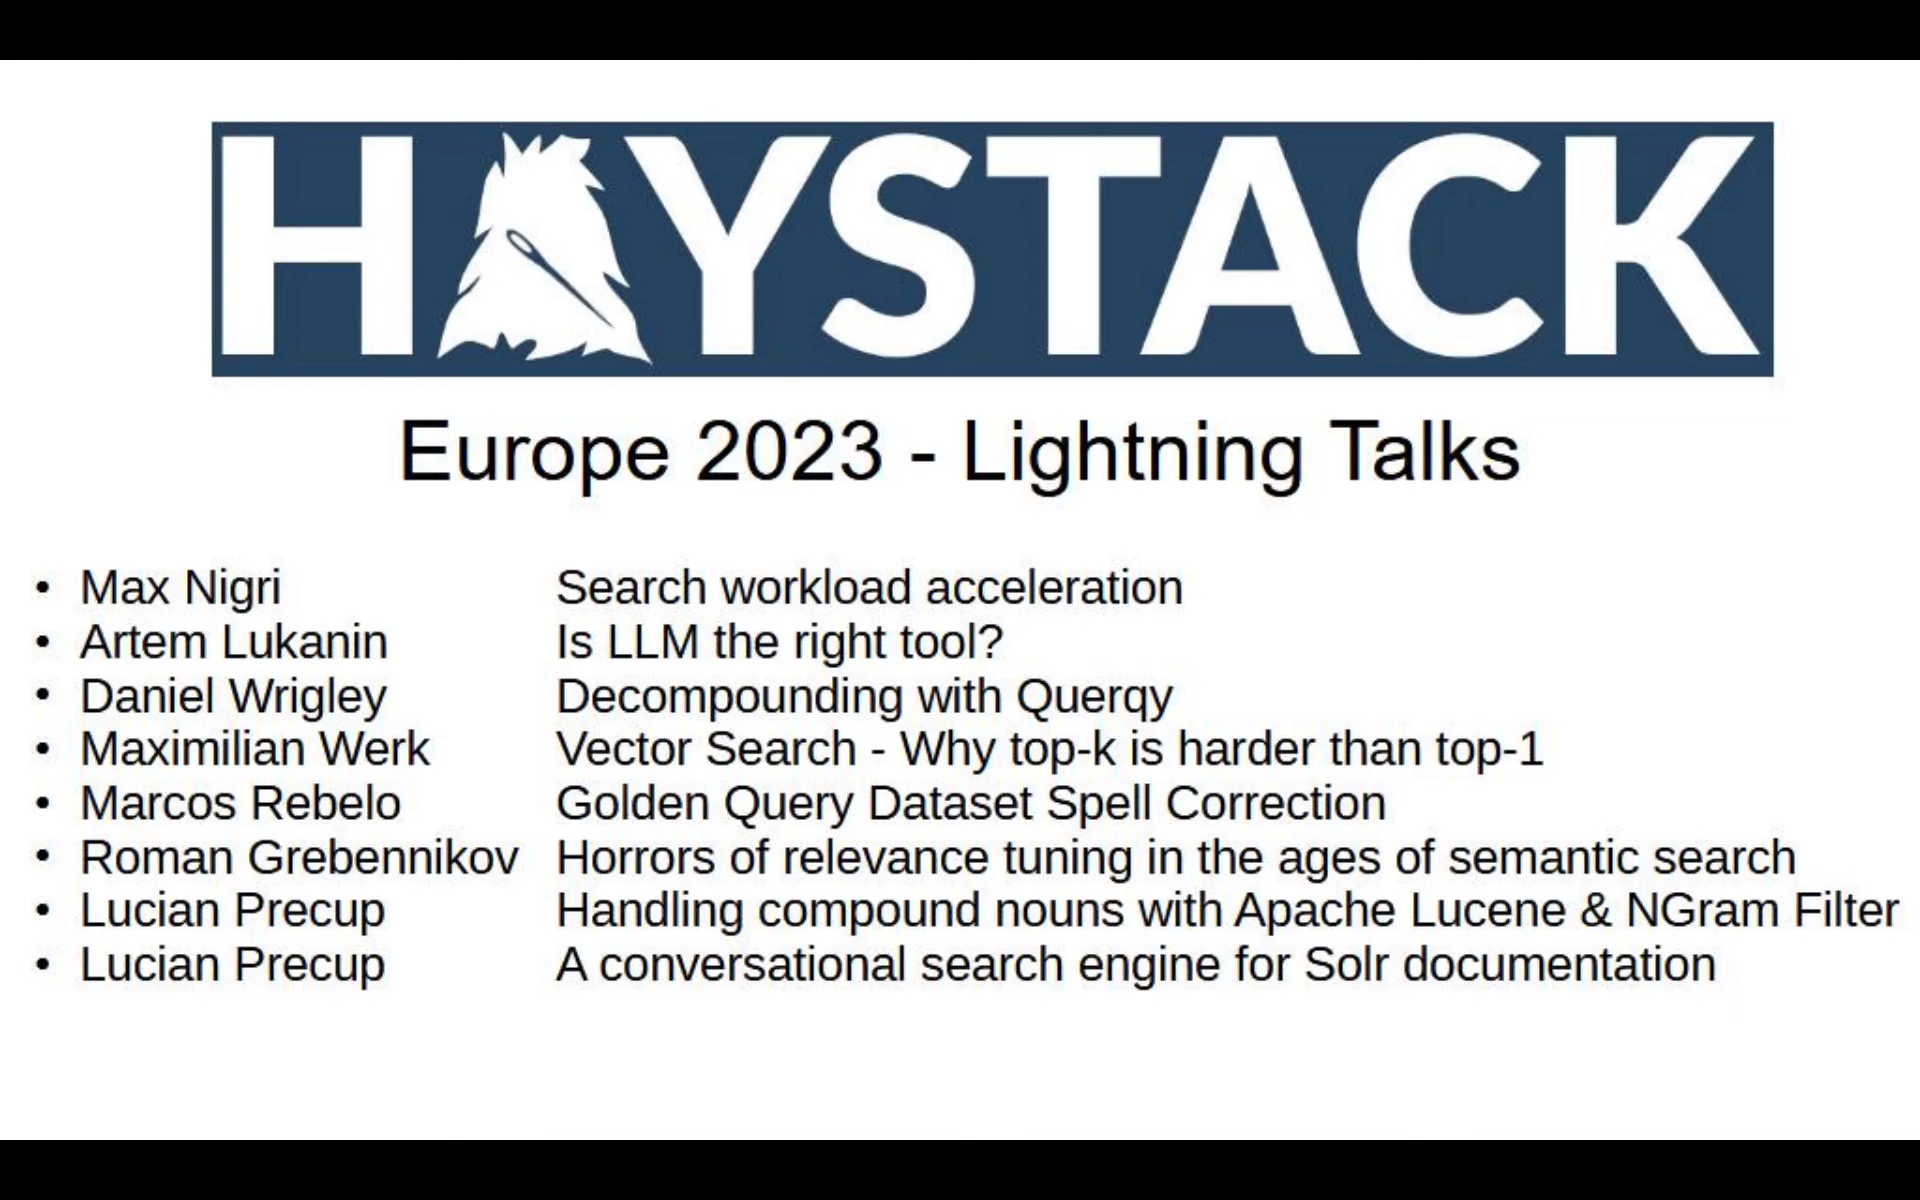 HAYSTACK
Europe 2023 - Lightning Talks
• Max Nigri Search workload acceleration
• Artem Lukanin Is LLM the right tool?
• Daniel Wrigley Decompounding with Querqy
• Maximilian Werk Vector Search - Why top-k is harder than top-1
• Marcos Rebelo Golden Query Dataset Spell Correction
• Roman Grebennikov Horrors of relevance tuning in the ages of semantic search
• Lucian Precup Handling compound nouns with Apache Lucene & NGram Filter
• Lucian Precup A conversational search engine for Solr documentation